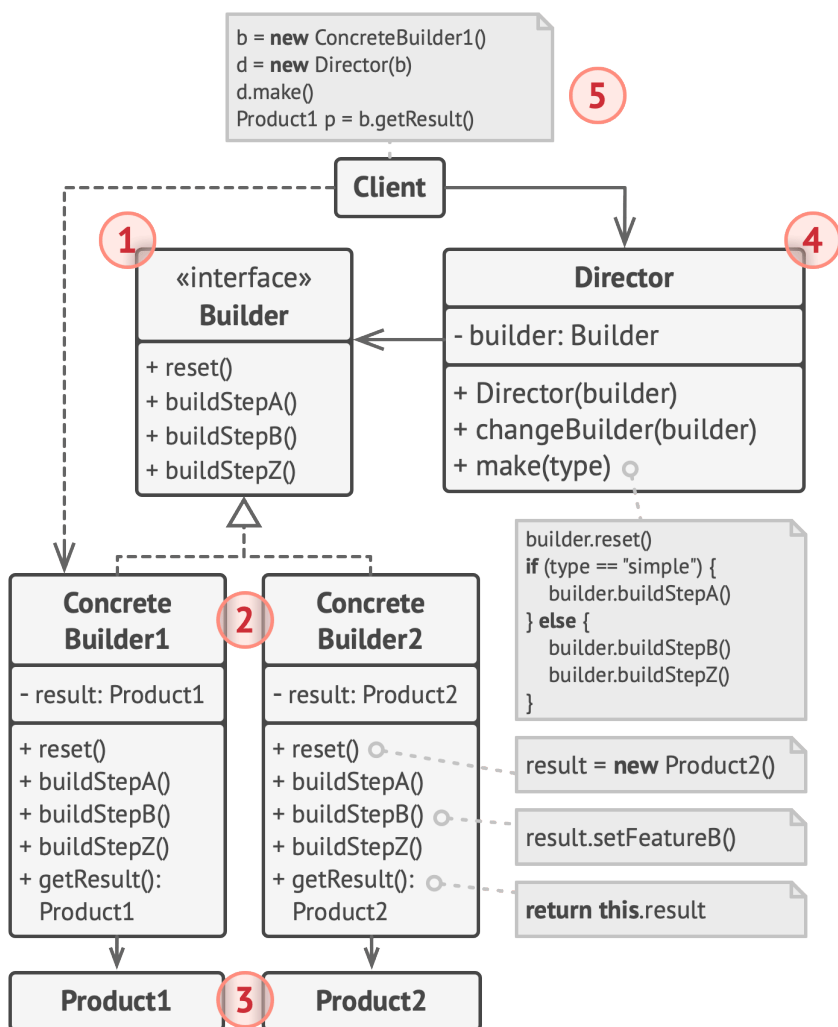 b = new ConcreteBuilder1()
d = new Director(b)
d.make()
Product1 p = b.getResult()
5
Client
1
«interface»
Builder
+ reset()
+ buildStepA()
+ buildStepB()
+ buildStepZ()
4
Director
- builder: Builder
+ Director(builder)
+ changeBuilder(builder)
+ make(type)
builder.reset()
if (type == "simple") {
builder.buildStepA()
} else {
builder.buildStepB()
builder.buildStepZ()
}
2
Concrete
Builder1
- result: Product1
+ reset()
+ buildStepA()
+ buildStepB()
+ buildStepZ()
+ getResult():
Product1
Concrete
Builder2
- result: Product2
+ reset()
+ buildStepA()
+ buildStepB()
+ buildStepZ()
+ getResult():
Product2
result = new Product2()
result.setFeatureB()
return this.result
Product1
3
Product2